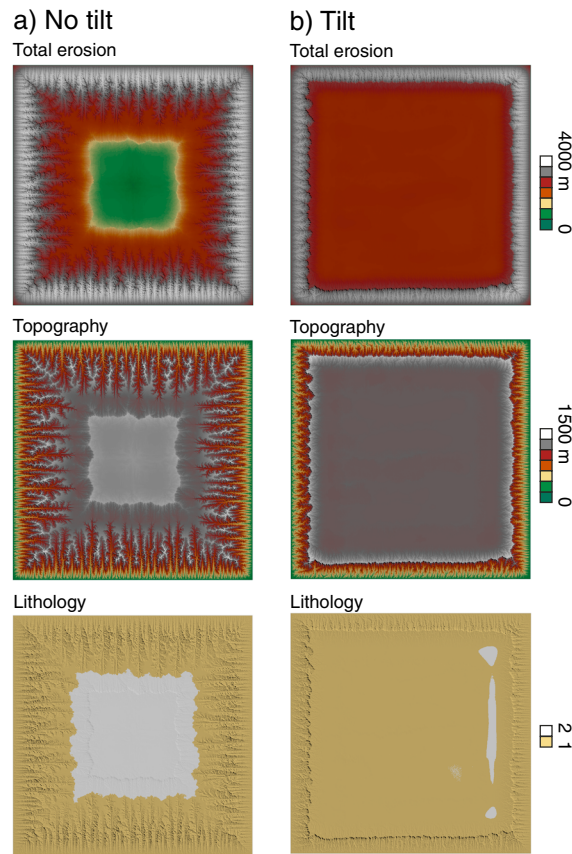 a) No tilt
b) Tilt
Total erosion
Total erosion
4000 m
0
Topography
Topography
1500 m
0
Lithology
Lithology
2
1